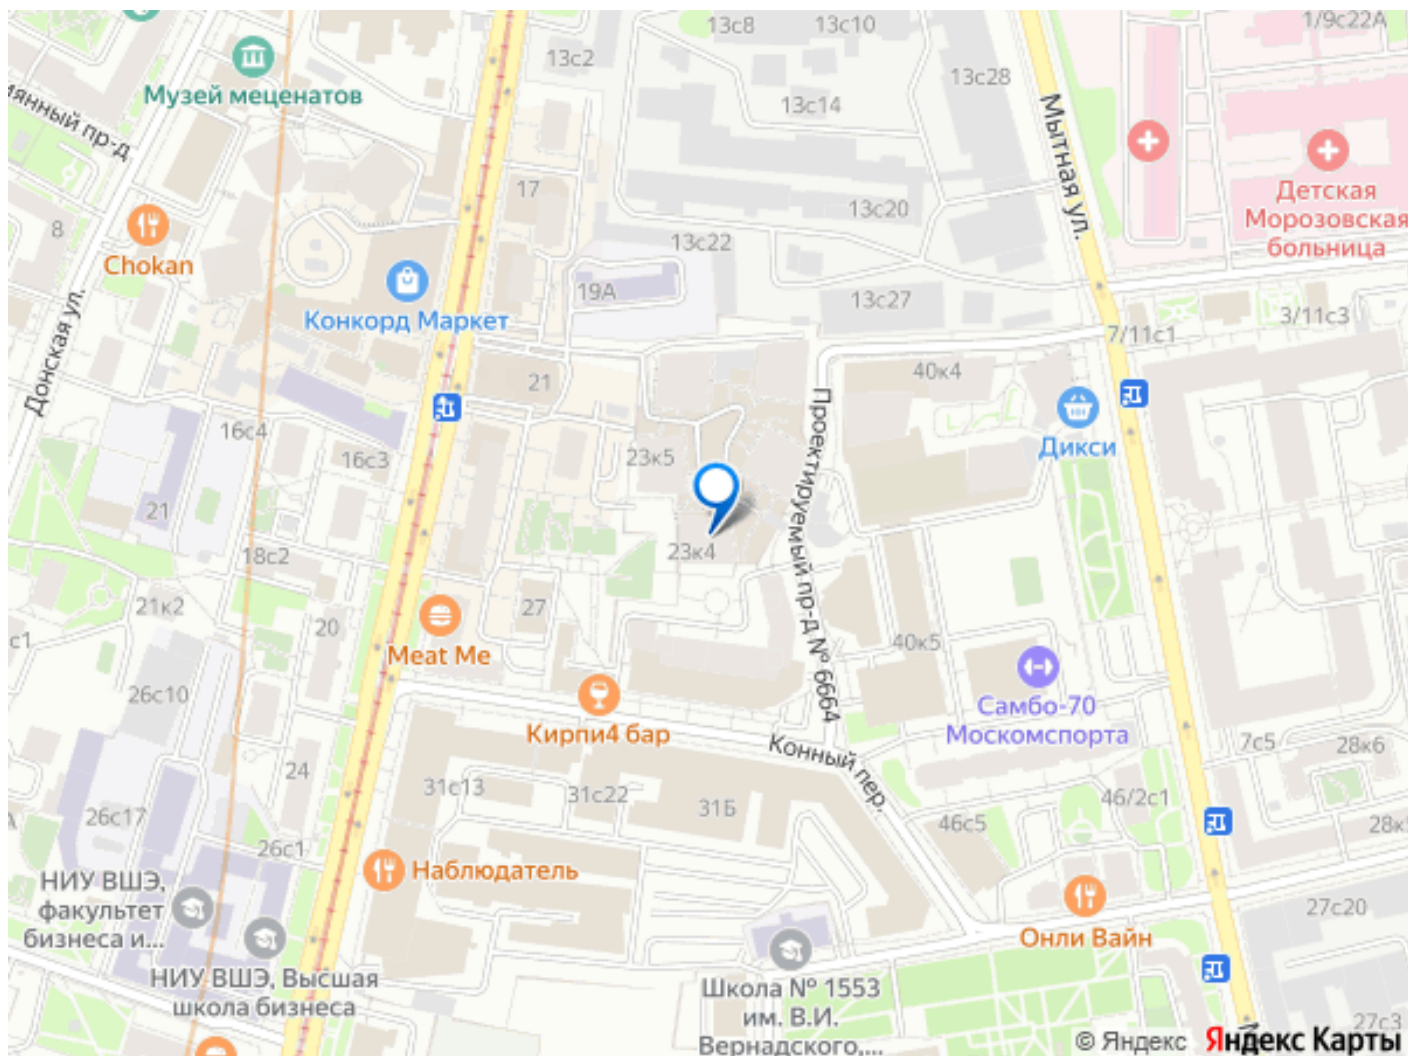 13с8
13с10
1/9с22А
13с2
13с28
Музей меценатов
13с14
Мытная ул.
Детская
Морозовская
больница
17
8
13с20
Chokan
13с22
19А
13с27
Конкорд Маркет
3/11с3
7/11с1
Донская ул.
21
40к4
Проектируемый пр-д № 6664
16с4
16с3
23к5
Дикси
21
18с2
23к4
21к2
27
20
40к5
Meat Me
26с10
Самбо-70
Москомспорта
Кирпи4 бар
Конный пер.
7с5
28к6
24
31с13
31с22
31Б
46/2с1
46с5
26с17
26с1
Наблюдатель
НИУ ВШЭ,
факультет
бизнеса и...
27с20
Онли Вайн
НИУ ВШЭ, Высшая
школа бизнеса
Школа № 1553
им. В.И.
Вернадского,...
27с3
© Яндекс Яндекс Карты